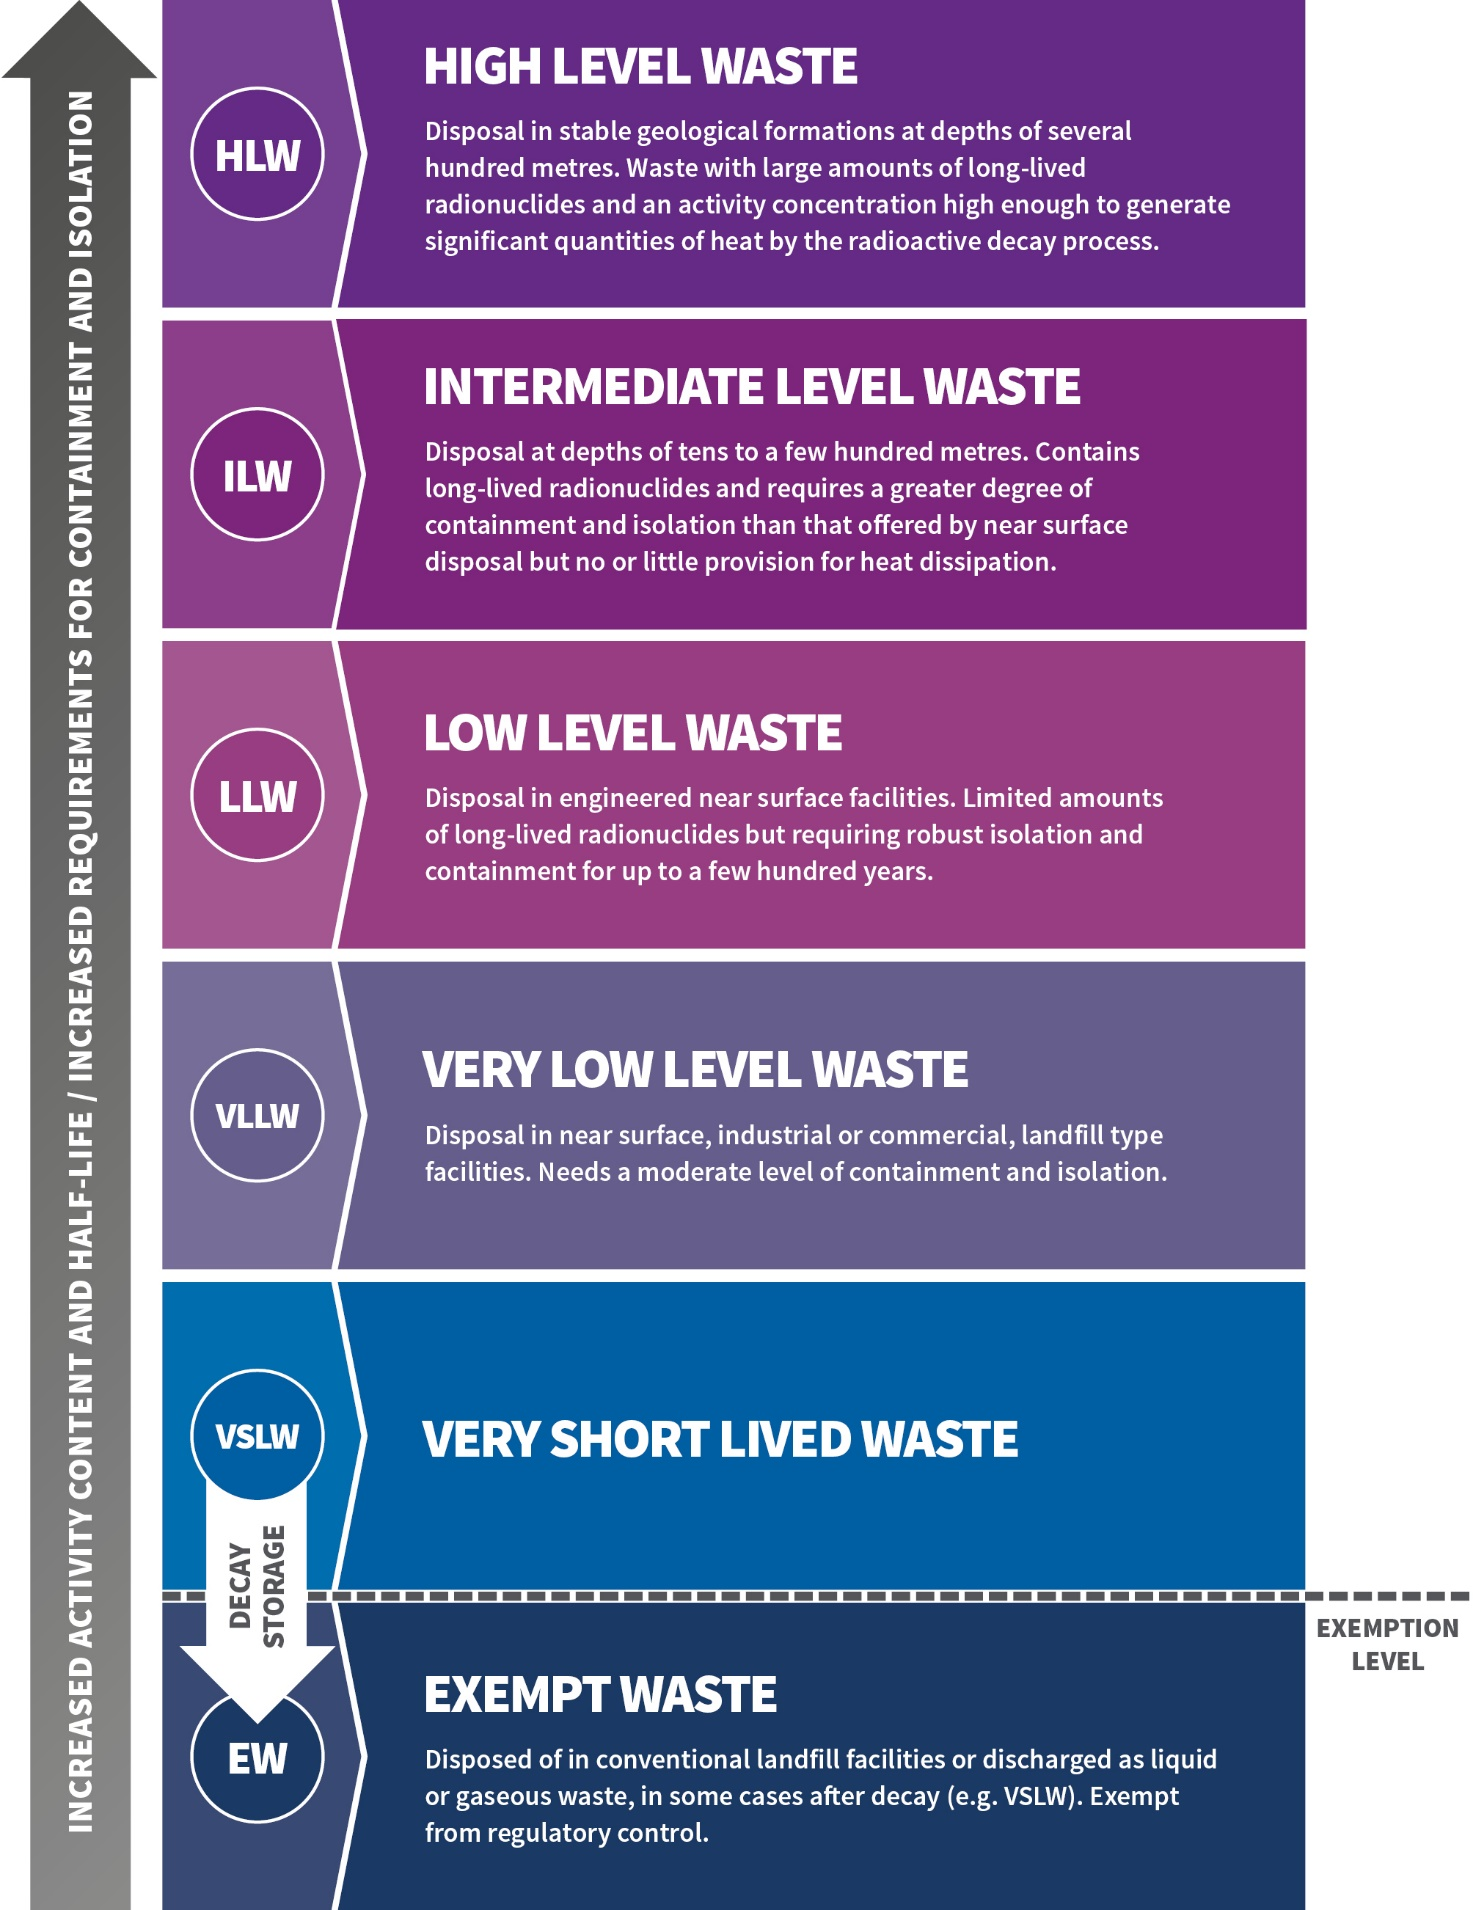 INCREASED ACTIVITY CONTENT AND HALF-LIFE / INCREASED REQUIREMENTS FOR CONTAINMENT AND ISOLATION
HLW
HIGH LEVEL WASTE
Disposal in stable geological formations at depths of several
hundred metres. Waste with large amounts of long-lived
radionuclides and an activity concentration high enough to generate
significant quantities of heat by the radioactive decay process.
ILW
INTERMEDIATE LEVEL WASTE
Disposal at depths of tens to a few hundred metres. Contains
long-lived radionuclides and requires a greater degree of
containment and isolation than that offered by near surface
disposal but no or little provision for heat dissipation.
LLW
LOW LEVEL WASTE
Disposal in engineered near surface facilities. Limited amounts
of long-lived radionuclides but requiring robust isolation and
containment for up to a few hundred years.
VLLW
VERY LOW LEVEL WASTE
Disposal in near surface, industrial or commercial, landfill type
facilities. Needs a moderate level of containment and isolation.
VSLW
VERY SHORT LIVED WASTE
DECAY
STORAGE
EXEMPTION
LEVEL
EW
EXEMPT WASTE
Disposed of in conventional landfill facilities or discharged as liquid
or gaseous waste, in some cases after decay (e.g. VSLW). Exempt
from regulatory control.